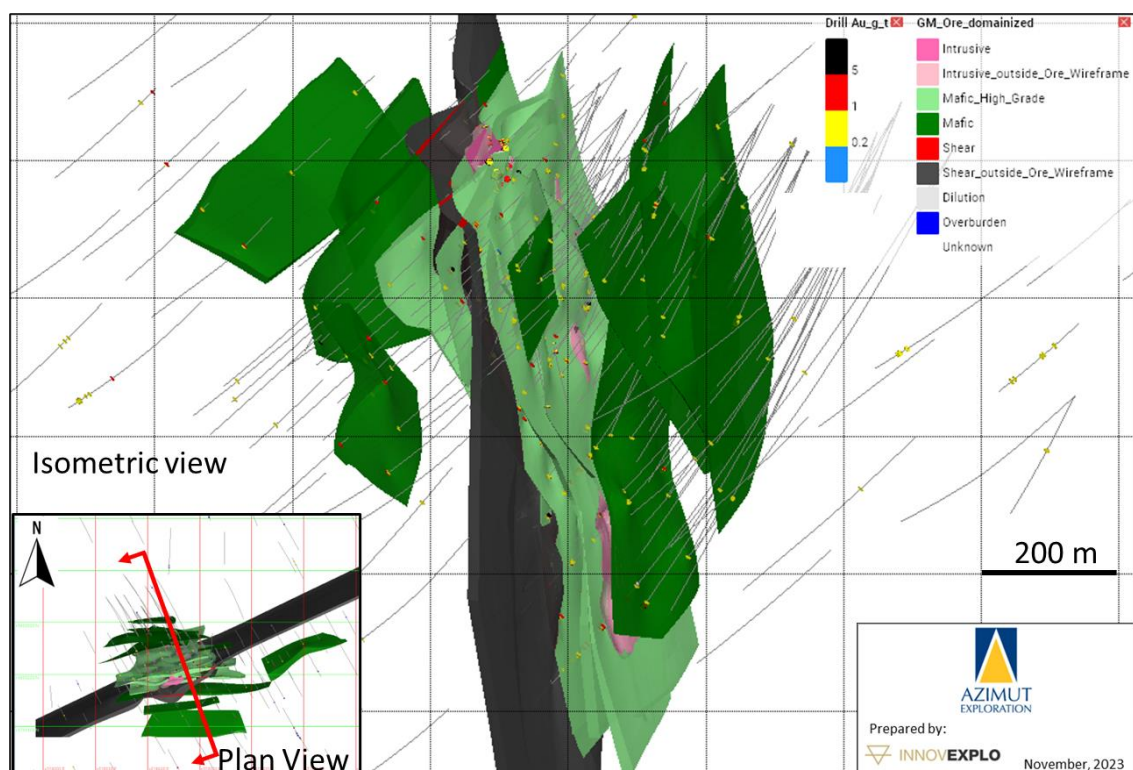 Drill Au_g_t
5
1
0.2
GM_Ore_domainized
Intrusive
Intrusive_outside_Ore_Wireframe
Mafic_High_Grade
Mafic
Shear
Shear_outside_Ore_Wireframe
Dilution
Overburden
Unknown
Isometric view
N
Plan View
200 m
AZIMUT
EXPLORATION
Prepared by:
INNOVEXPLO
November, 2023